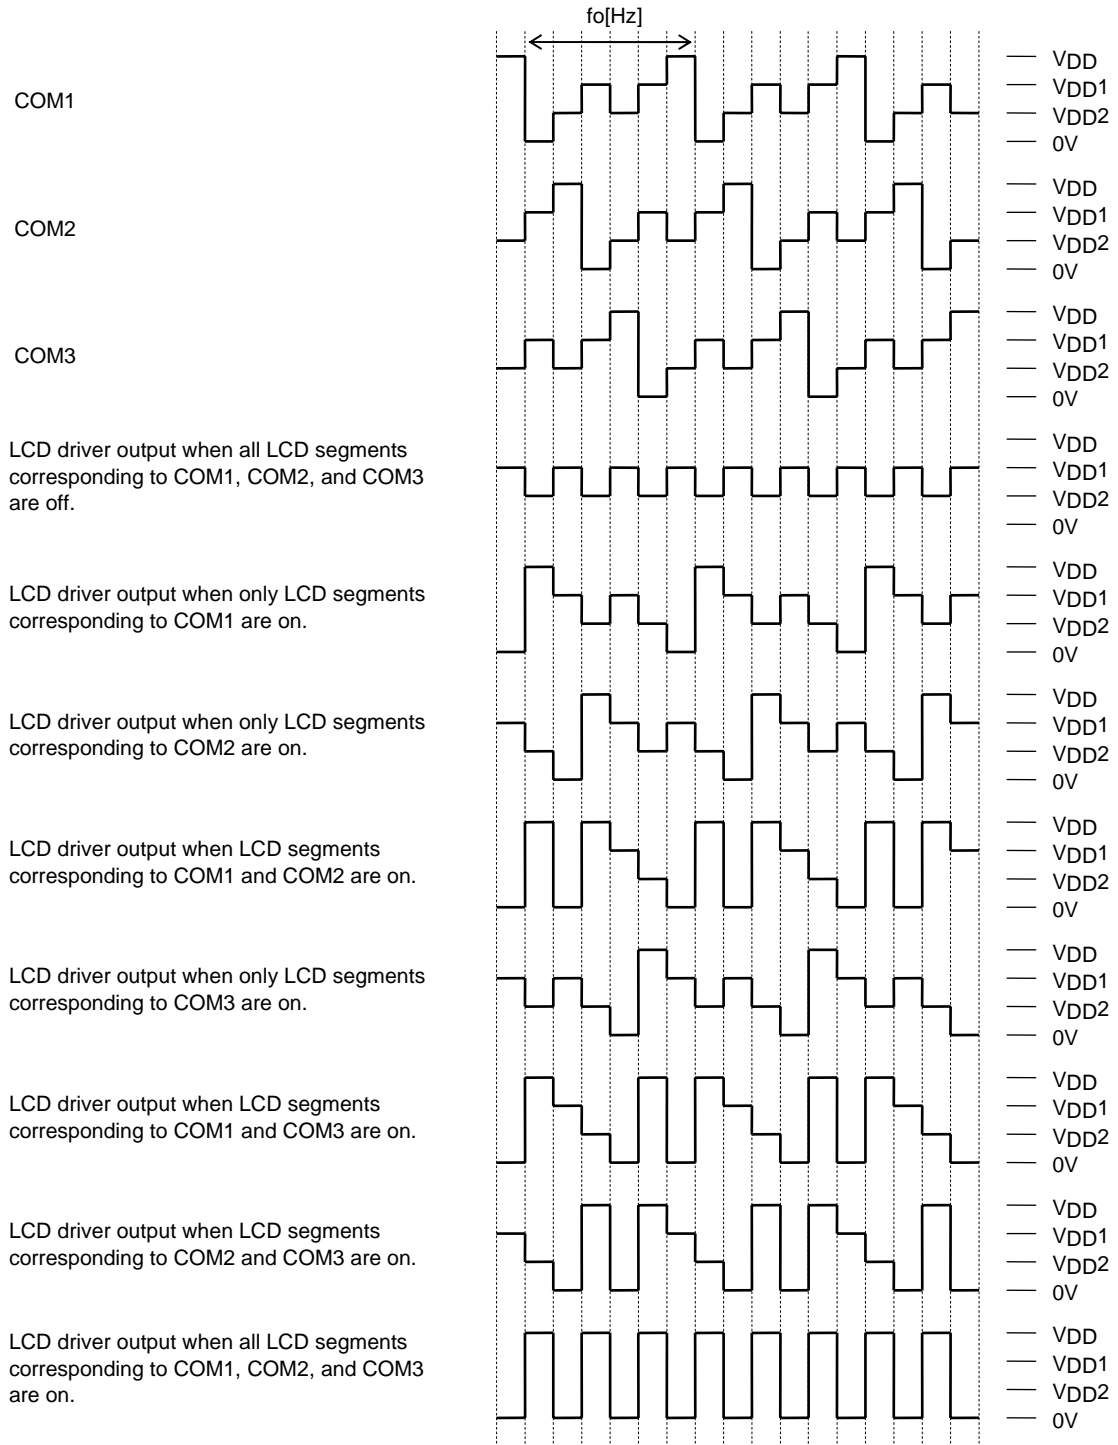 fo[Hz]
COM1
VDD
VDD1
VDD2
0V
COM2
VDD
VDD1
VDD2
0V
COM3
VDD
VDD1
VDD2
0V
LCD driver output when all LCD segments
corresponding to COM1, COM2, and COM3
are off.
VDD
VDD1
VDD2
0V
LCD driver output when only LCD segments
corresponding to COM1 are on.
VDD
VDD1
VDD2
0V
LCD driver output when only LCD segments
corresponding to COM2 are on.
VDD
VDD1
VDD2
0V
LCD driver output when LCD segments
corresponding to COM1 and COM2 are on.
VDD
VDD1
VDD2
0V
LCD driver output when only LCD segments
corresponding to COM3 are on.
VDD
VDD1
VDD2
0V
LCD driver output when LCD segments
corresponding to COM1 and COM3 are on.
VDD
VDD1
VDD2
0V
LCD driver output when LCD segments
corresponding to COM2 and COM3 are on.
VDD
VDD1
VDD2
0V
LCD driver output when all LCD segments
corresponding to COM1, COM2, and COM3
are on.
VDD
VDD1
VDD2
0V